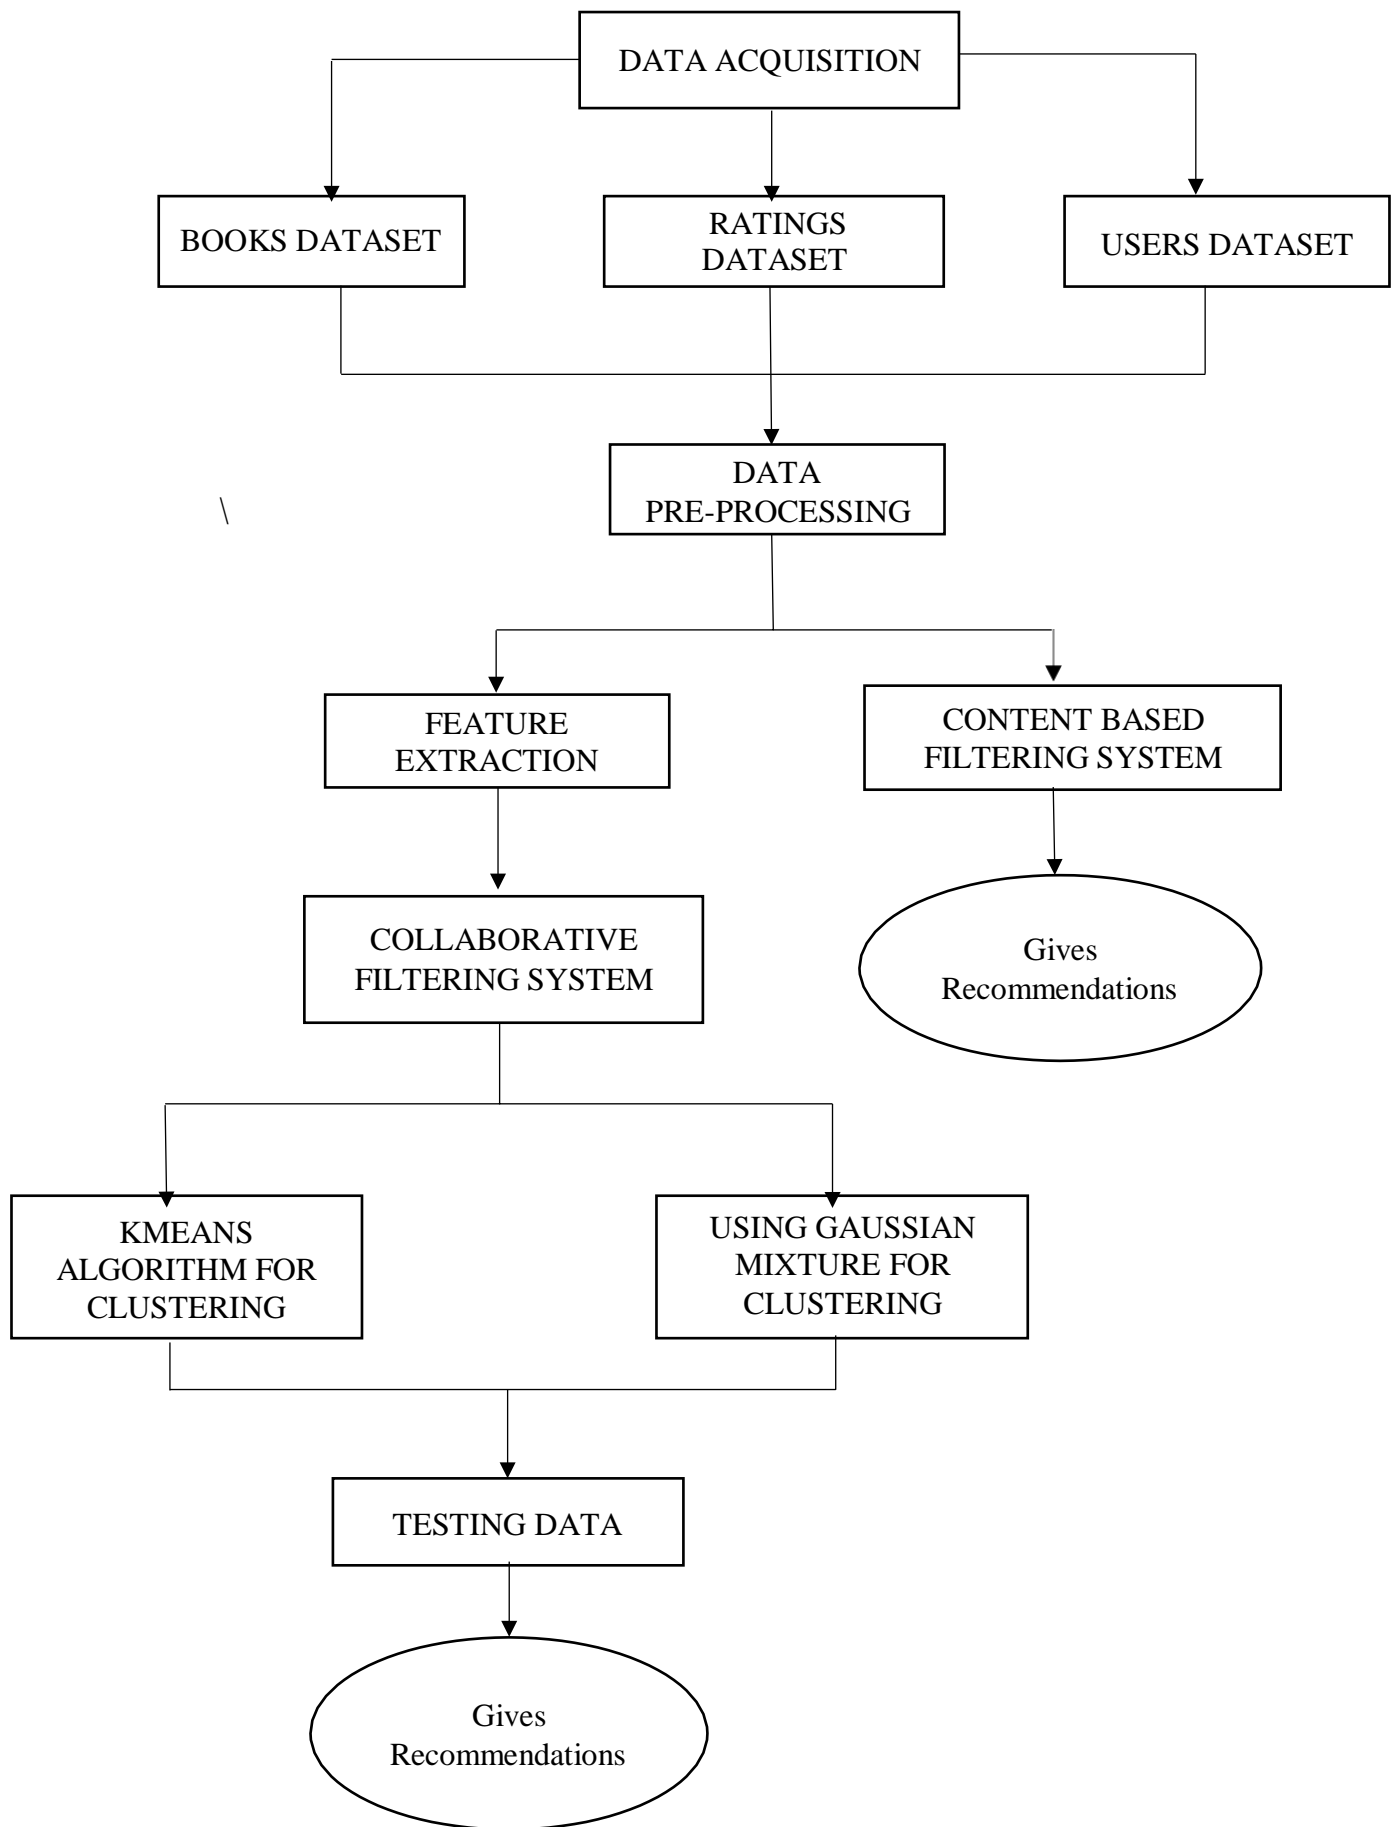 DATA ACQUISITION
BOOKS DATASET
RATINGS
DATASET
USERS DATASET
DATA
PRE-PROCESSING
\
FEATURE
EXTRACTION
CONTENT BASED
FILTERING SYSTEM
COLLABORATIVE
FILTERING SYSTEM
Gives
Recommendations
KMEANS
ALGORITHM FOR
CLUSTERING
USING GAUSSIAN
MIXTURE FOR
CLUSTERING
TESTING DATA
Gives
Recommendations